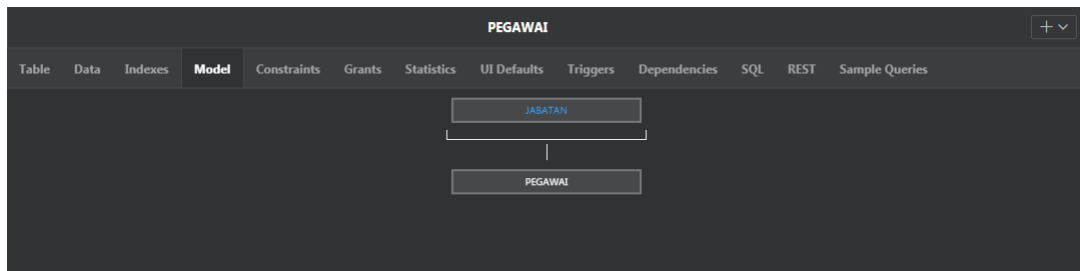 PEGAWAI
Table Data Indexes Model Constraints Grants Statistics UI Defaults Triggers Dependencies SQL REST Sample Queries
JABATAN
PEGAWAI